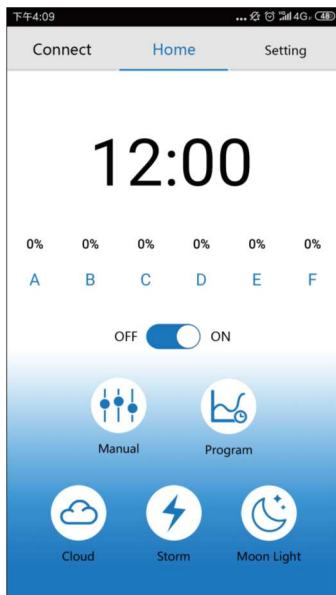 下午4:09 ... 4G 48
Connect Home Setting
12:00
0% 0% 0% 0% 0% 0%
A B C D E F
OFF ON
Manual Program
Cloud Storm Moon Light